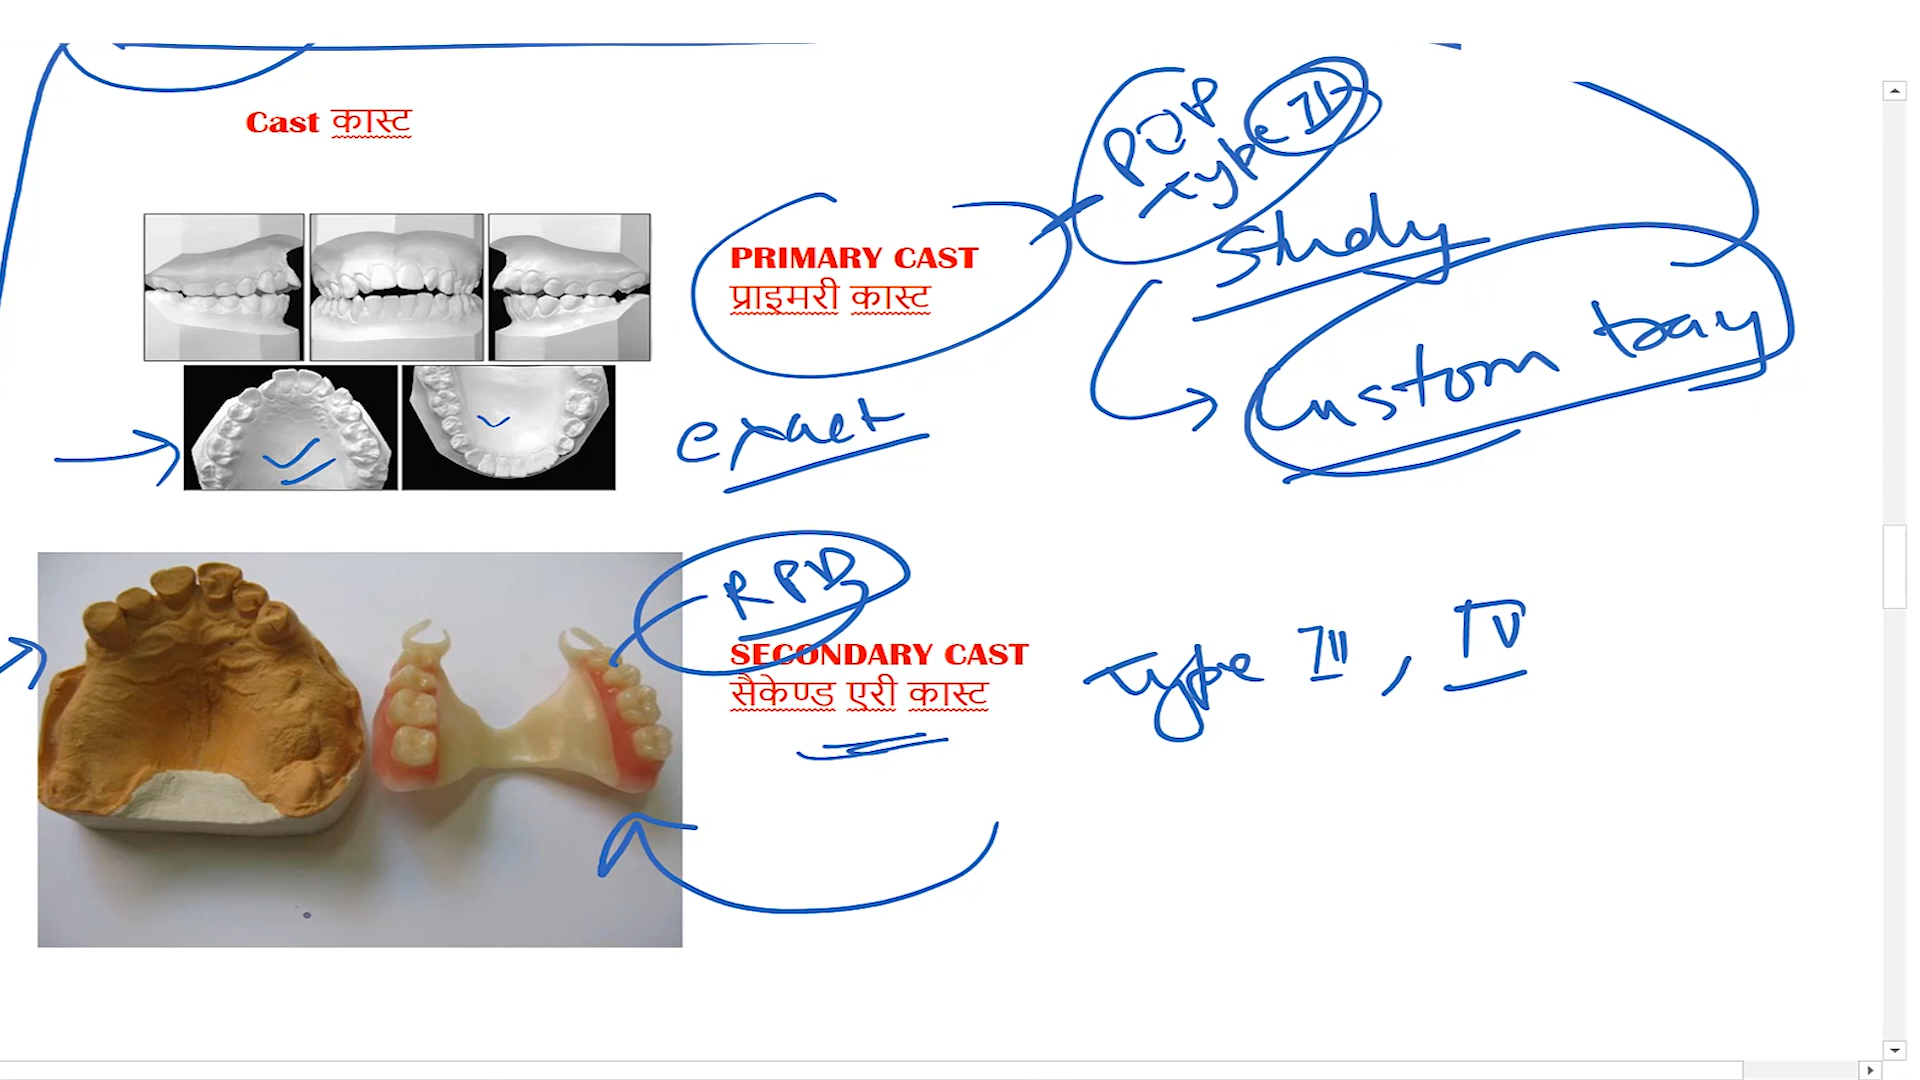 Cast कास्ट
POP
Type II
Study
PRIMARY CAST
प्राइमरी कास्ट
Custom tray
exact
RPD
SECONDARY CAST
सैकेण्ड एरी कास्ट
Type III, IV